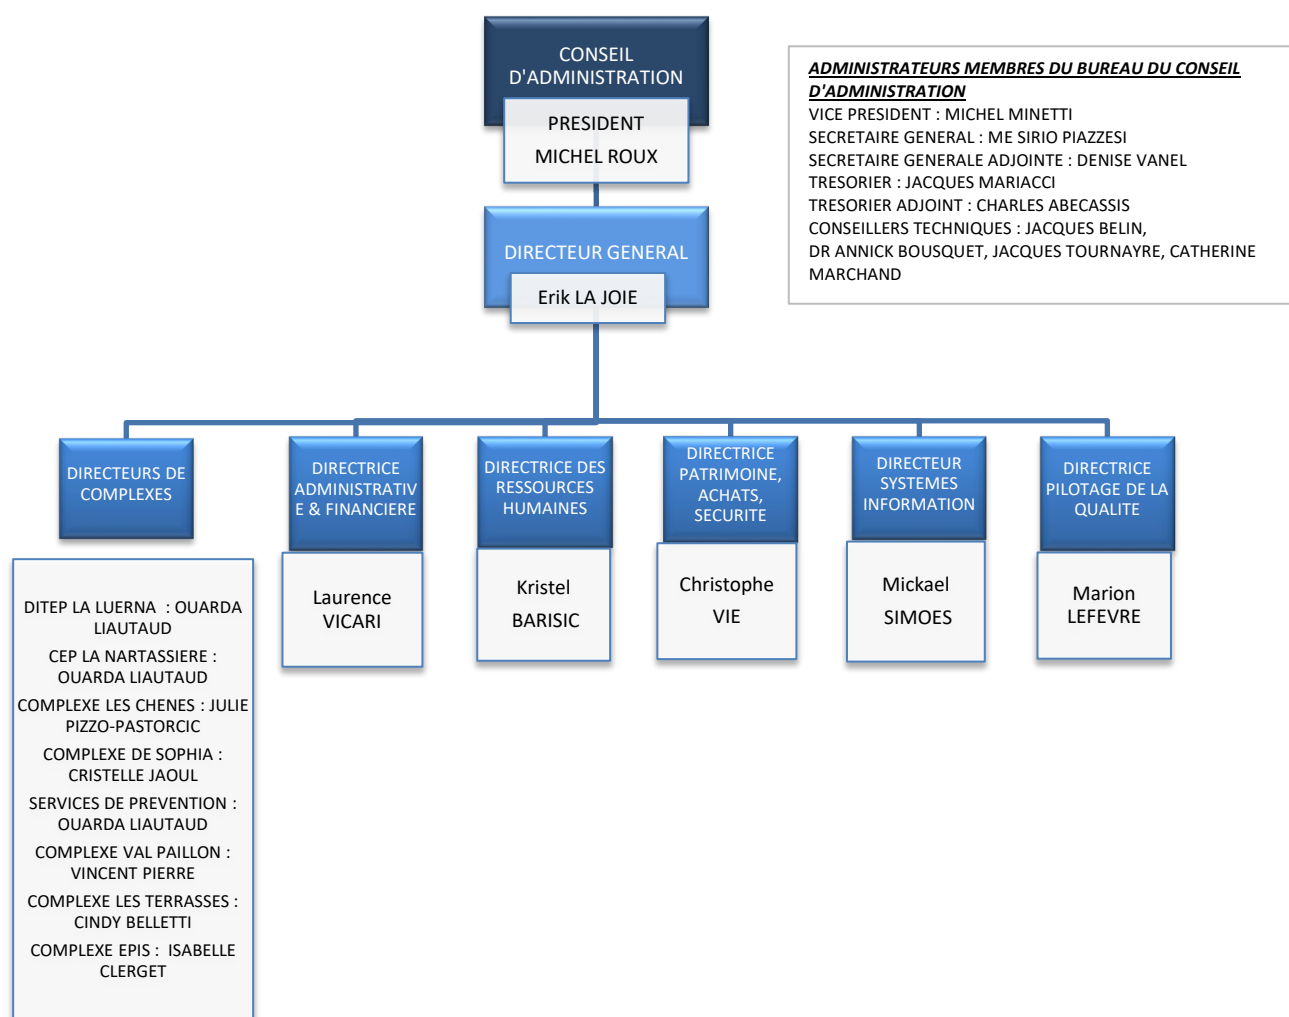 CONSEIL
D'ADMINISTRATION
PRESIDENT
MICHEL ROUX
ADMINISTRATEURS MEMBRES DU BUREAU DU CONSEIL
D'ADMINISTRATION
VICE PRESIDENT : MICHEL MINETTI
SECRETAIRE GENERAL : ME SIRIO PIAZZESI
SECRETAIRE GENERALE ADJOINTE : DENISE VANEL
TRESORIER : JACQUES MARIACCI
TRESORIER ADJOINT : CHARLES ABECASSIS
CONSEILLERS TECHNIQUES : JACQUES BELIN,
DR ANNICK BOUSQUET, JACQUES TOURNAYRE, CATHERINE
MARCHAND
DIRECTEUR GENERAL
Erik LA JOIE
DIRECTEURS DE
COMPLEXES
DITEP LA LUERNA : OUARDA
LIAUTAUD
CEP LA NARTASSIERE :
OUARDA LIAUTAUD
COMPLEXE LES CHENES : JULIE
PIZZO-PASTORCIC
COMPLEXE DE SOPHIA :
CRISTELLE JAOUL
SERVICES DE PREVENTION :
OUARDA LIAUTAUD
COMPLEXE VAL PAILLON :
VINCENT PIERRE
COMPLEXE LES TERRASSES :
CINDY BELLETTI
COMPLEXE EPIS : ISABELLE
CLERGET
DIRECTRICE
ADMINISTRATIV
E & FINANCIERE
Laurence
VICARI
DIRECTRICE DES
RESSOURCES
HUMAINES
Kristel
BARISIC
DIRECTRICE
PATRIMOINE,
ACHATS,
SECURITE
Christophe
VIE
DIRECTEUR
SYSTEMES
INFORMATION
Mickael
SIMOES
DIRECTRICE
PILOTAGE DE LA
QUALITE
Marion
LEFEVRE